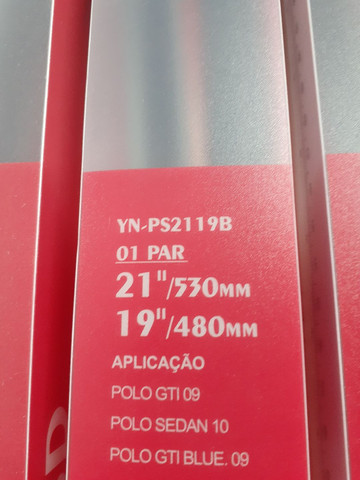 YN-PS2119B
01 PAR
21"/530MM
19"/480MM
APLICAÇÃO
POLO GTI 09
POLO SEDAN 10
POLO GTI BLUE. 09